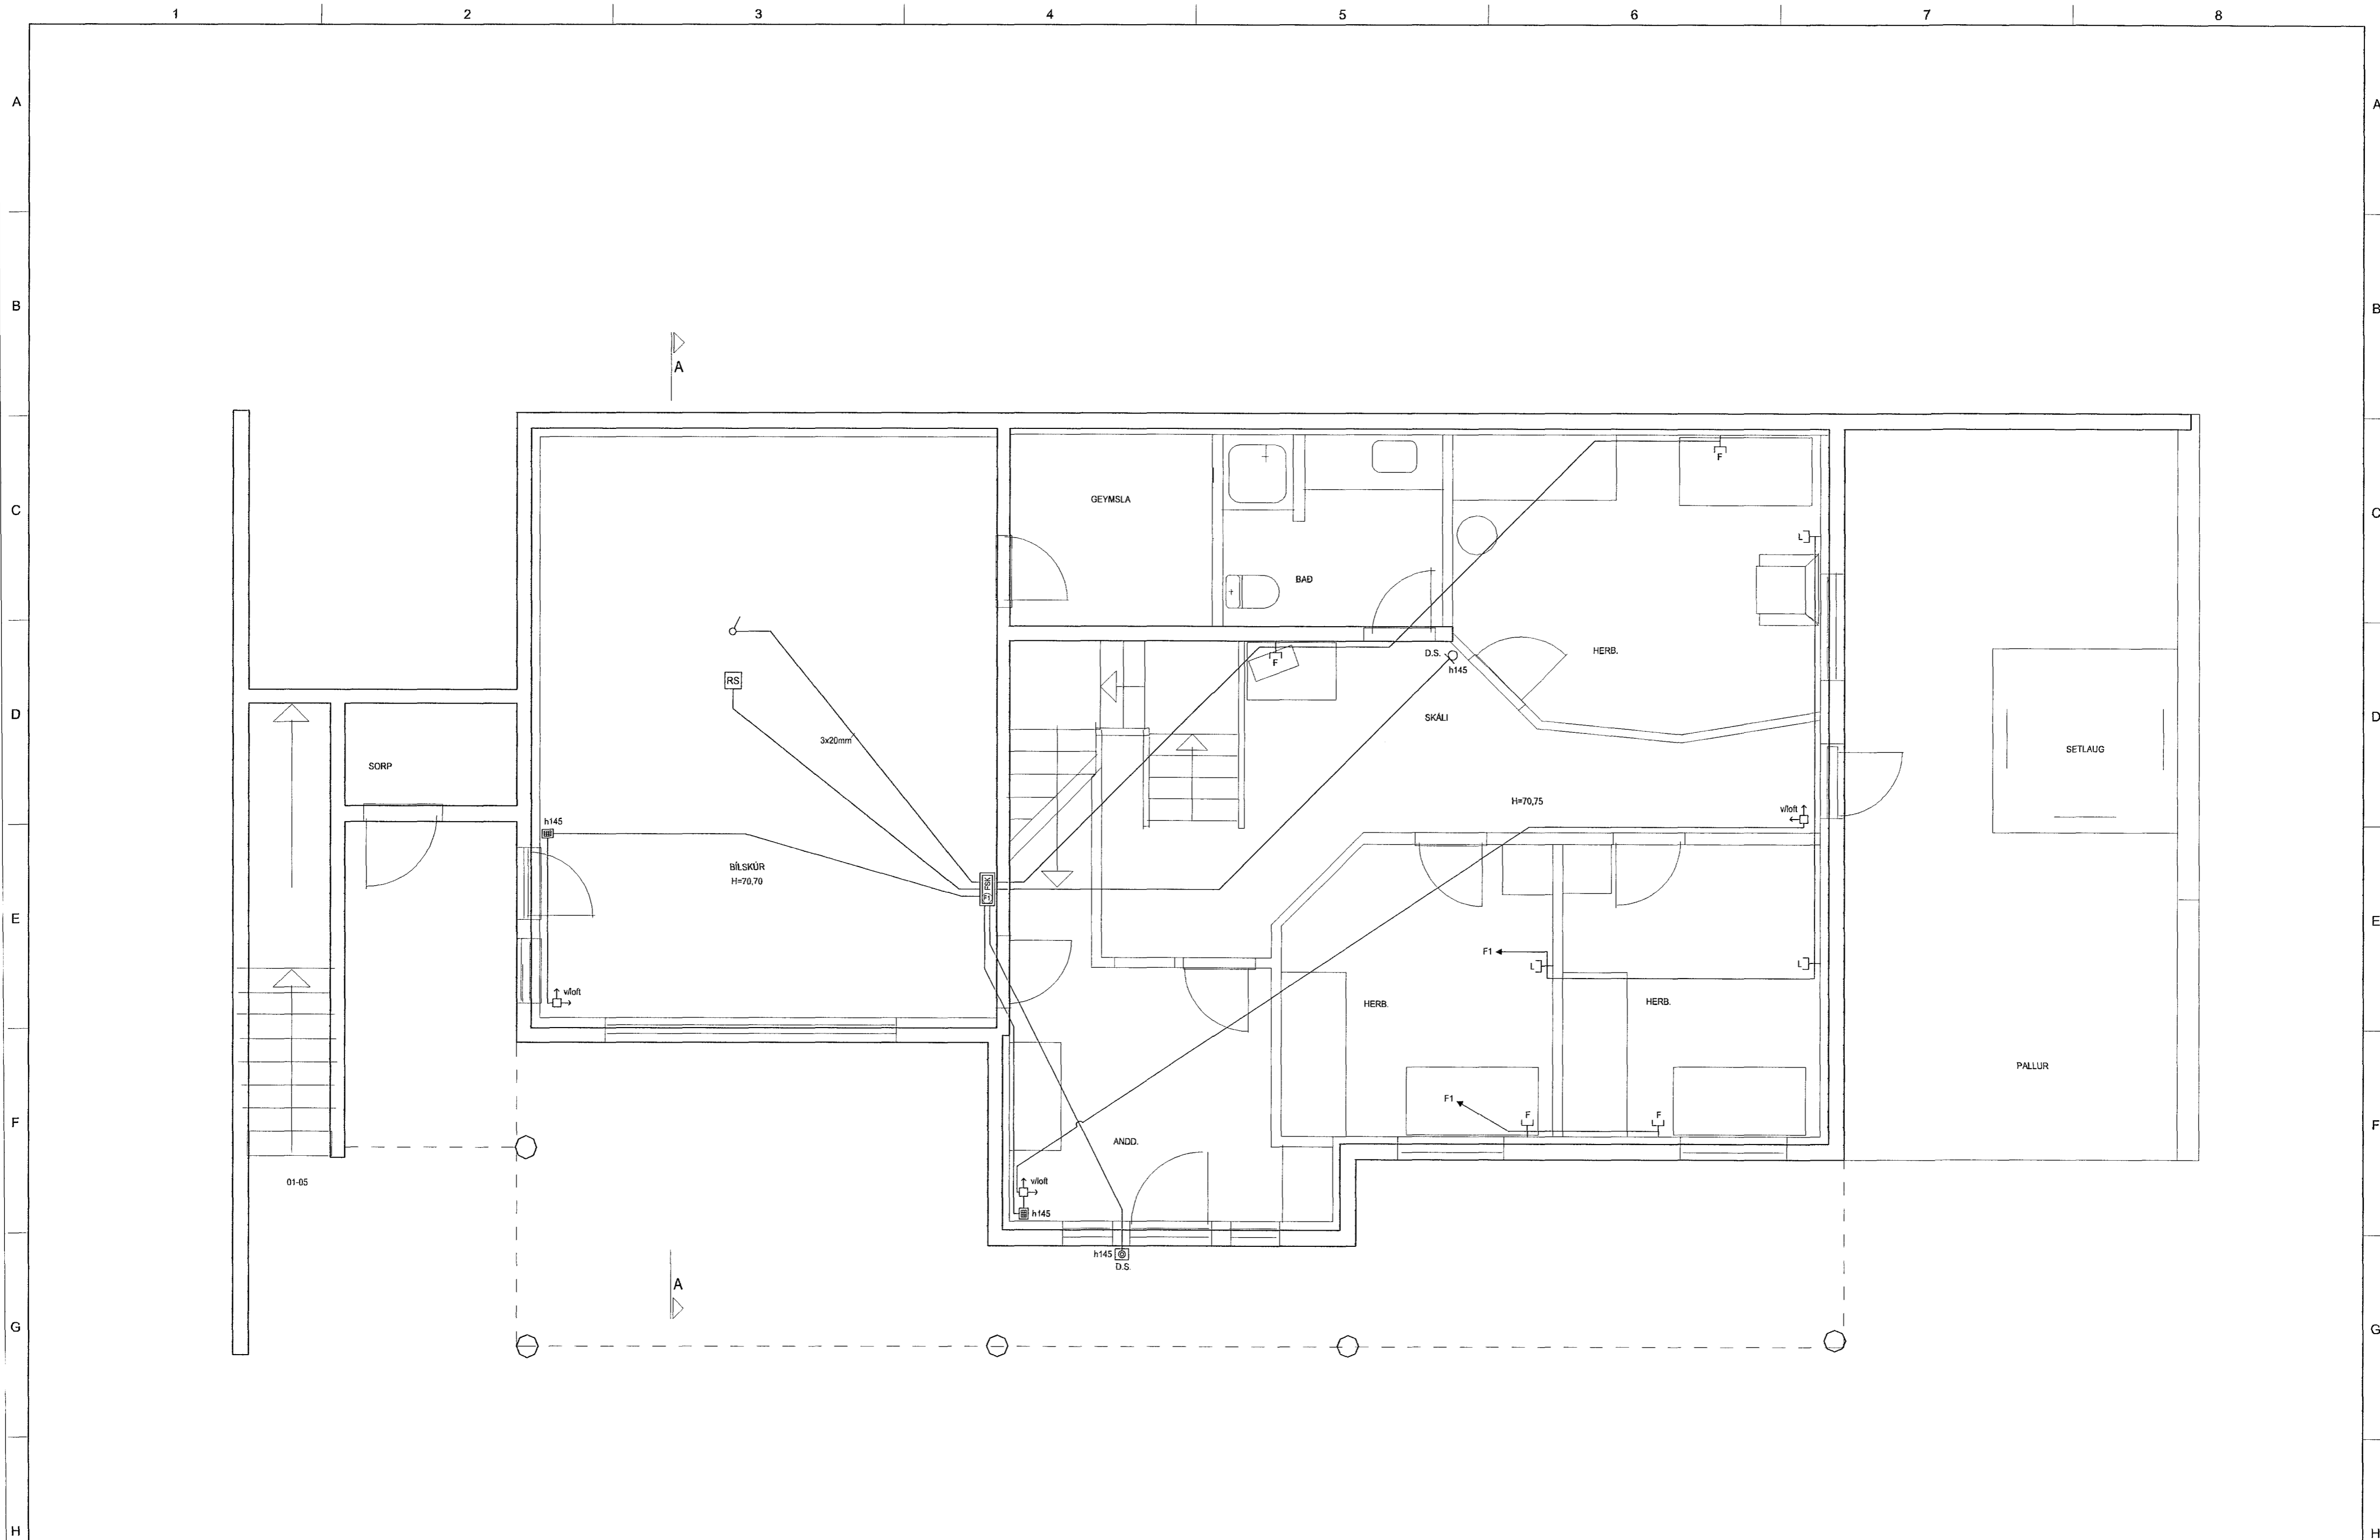 1 2 3 4 5 6 7 8
A A
B B
A
C C
GEYMSLA
F
L
BAÐ
HERB.
D.S.
h145
F
RS
SKÁLI
D D
3x20mm
SORP
SETLAUG
H=70,75
v/loft
h145
BÍLSKÚR
H=70,70
FSK
E E
F1
L
L
v/loft
HERB.
HERB.
PALLUR
F1
F
F
F F
ANDD.
01-05
v/loft
h145
h145
D.S.
A
G G
H H